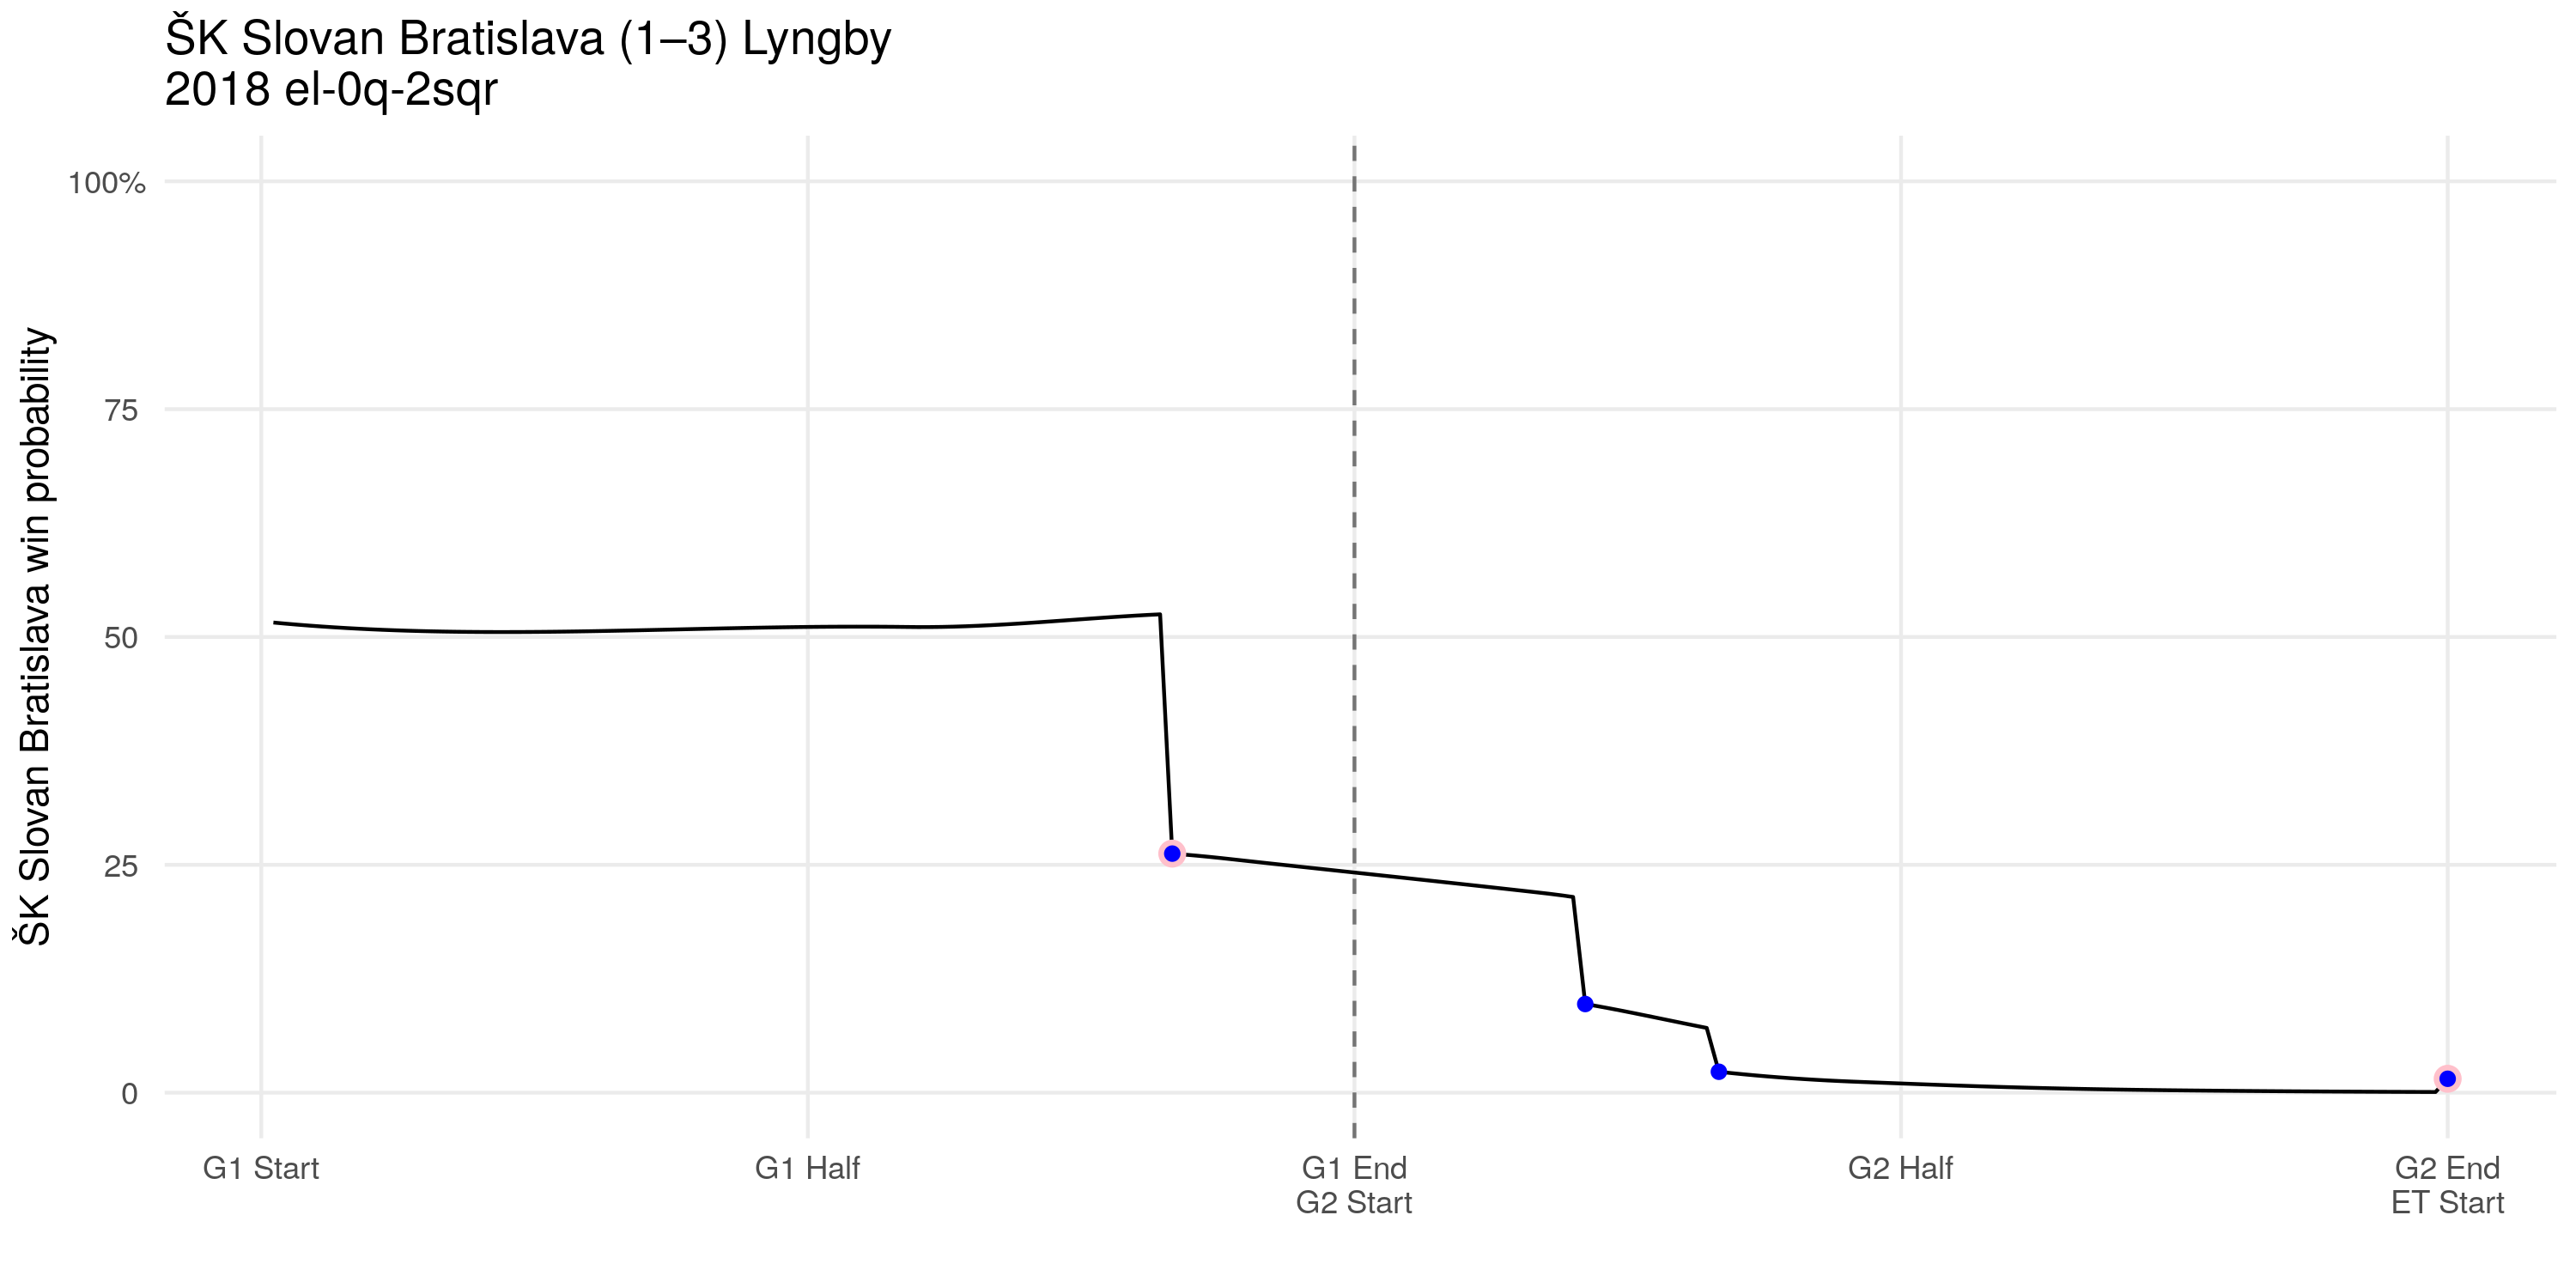 ŠK Slovan Bratislava (1–3) Lyngby
2018 el-0q-2sqr
ŠK Slovan Bratislava win probability
100%
75
50
25
0
G1 Start
G1 Half
G1 End
G2 Start
G2 Half
G2 End
ET Start